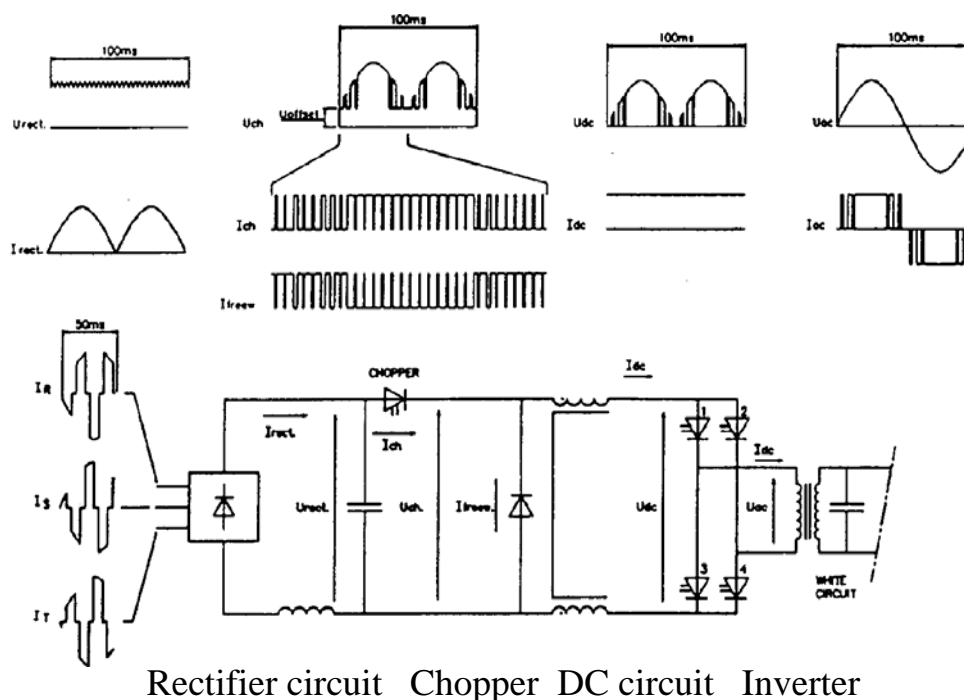 100ms
100ms
100ms
100ms
Urect.
Uoffset
Uch
Udc
Uac
Irect.
Ich
Idc
Iac
Ifreew
50ms
IR
IS
IT
CHOPPER
Idc
Irect.
Ich
Urect.
Uch.
Ifreew.
Udc
1
2
Idc
Uac
3
4
WHITE
CIRCUIT
Rectifier circuit Chopper DC circuit Inverter